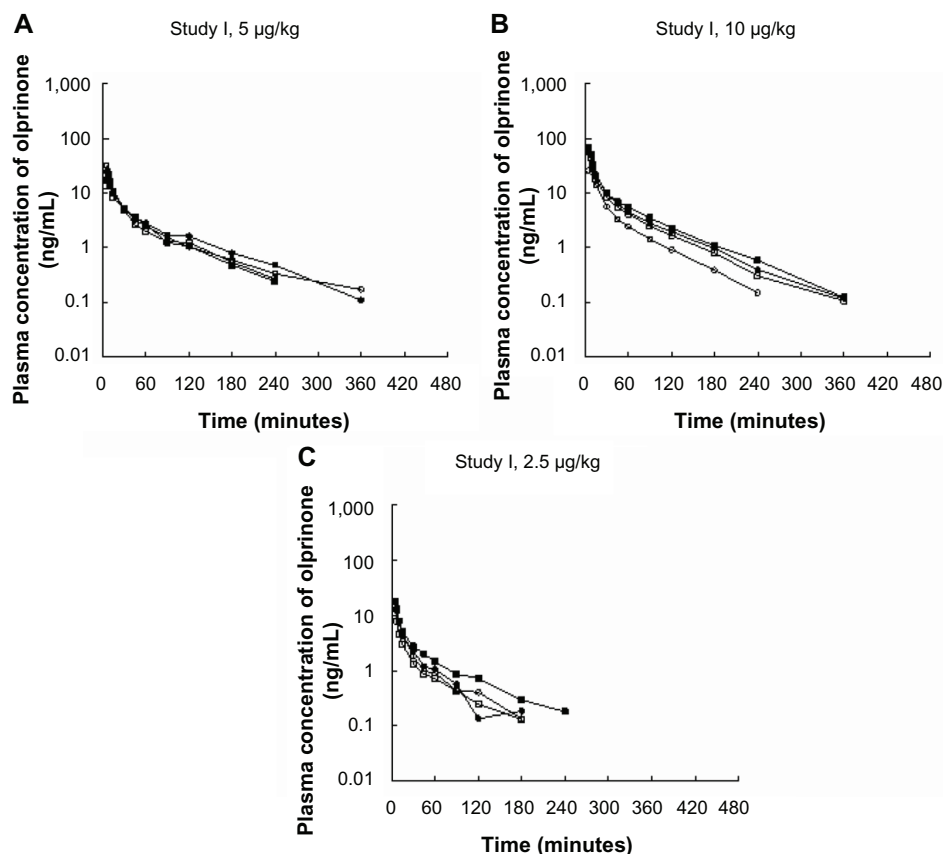 A
Study I, 5 µg/kg
Plasma concentration of olprinone
(ng/mL)
1,000
100
10
1
0.1
0.01
0 60 120 180 240 300 360 420 480
Time (minutes)
B
Study I, 10 µg/kg
Plasma concentration of olprinone
(ng/mL)
1,000
100
10
1
0.1
0.01
0 60 120 180 240 300 360 420 480
Time (minutes)
C
Study I, 2.5 µg/kg
Plasma concentration of olprinone
(ng/mL)
1,000
100
10
1
0.1
0.01
0 60 120 180 240 300 360 420 480
Time (minutes)